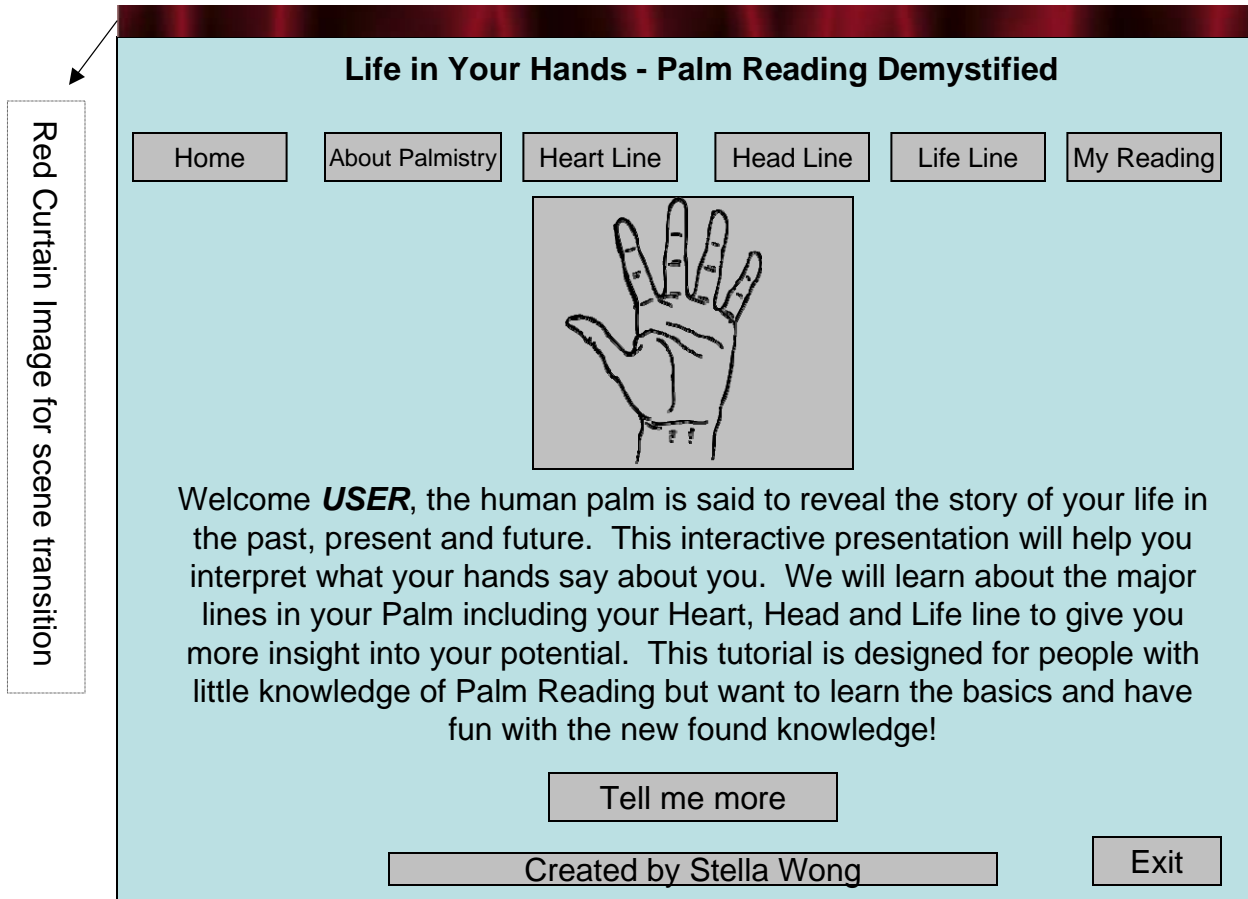 Red Curtain Image for scene transition
Life in Your Hands - Palm Reading Demystified
Home
About Palmistry
Heart Line
Head Line
Life Line
My Reading
Welcome USER, the human palm is said to reveal the story of your life in
the past, present and future.  This interactive presentation will help you
interpret what your hands say about you.  We will learn about the major
lines in your Palm including your Heart, Head and Life line to give you
more insight into your potential.  This tutorial is designed for people with
little knowledge of Palm Reading but want to learn the basics and have
fun with the new found knowledge!
Tell me more
Created by Stella Wong
Exit